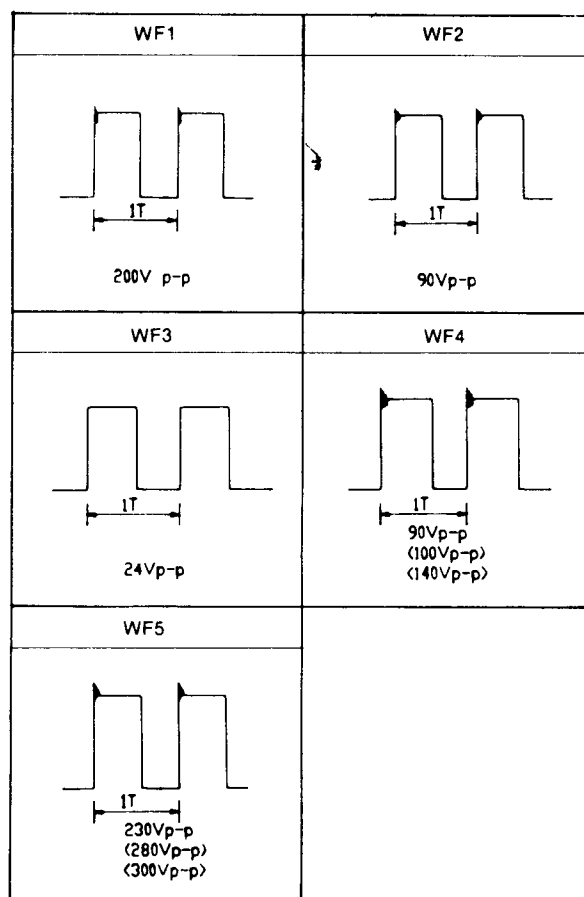 WF1
1T
200V p-p
WF2
1T
90Vp-p
WF3
1T
24Vp-p
WF4
1T
90Vp-p
(100Vp-p)
(140Vp-p)
WF5
1T
230Vp-p
(280Vp-p)
(300Vp-p)